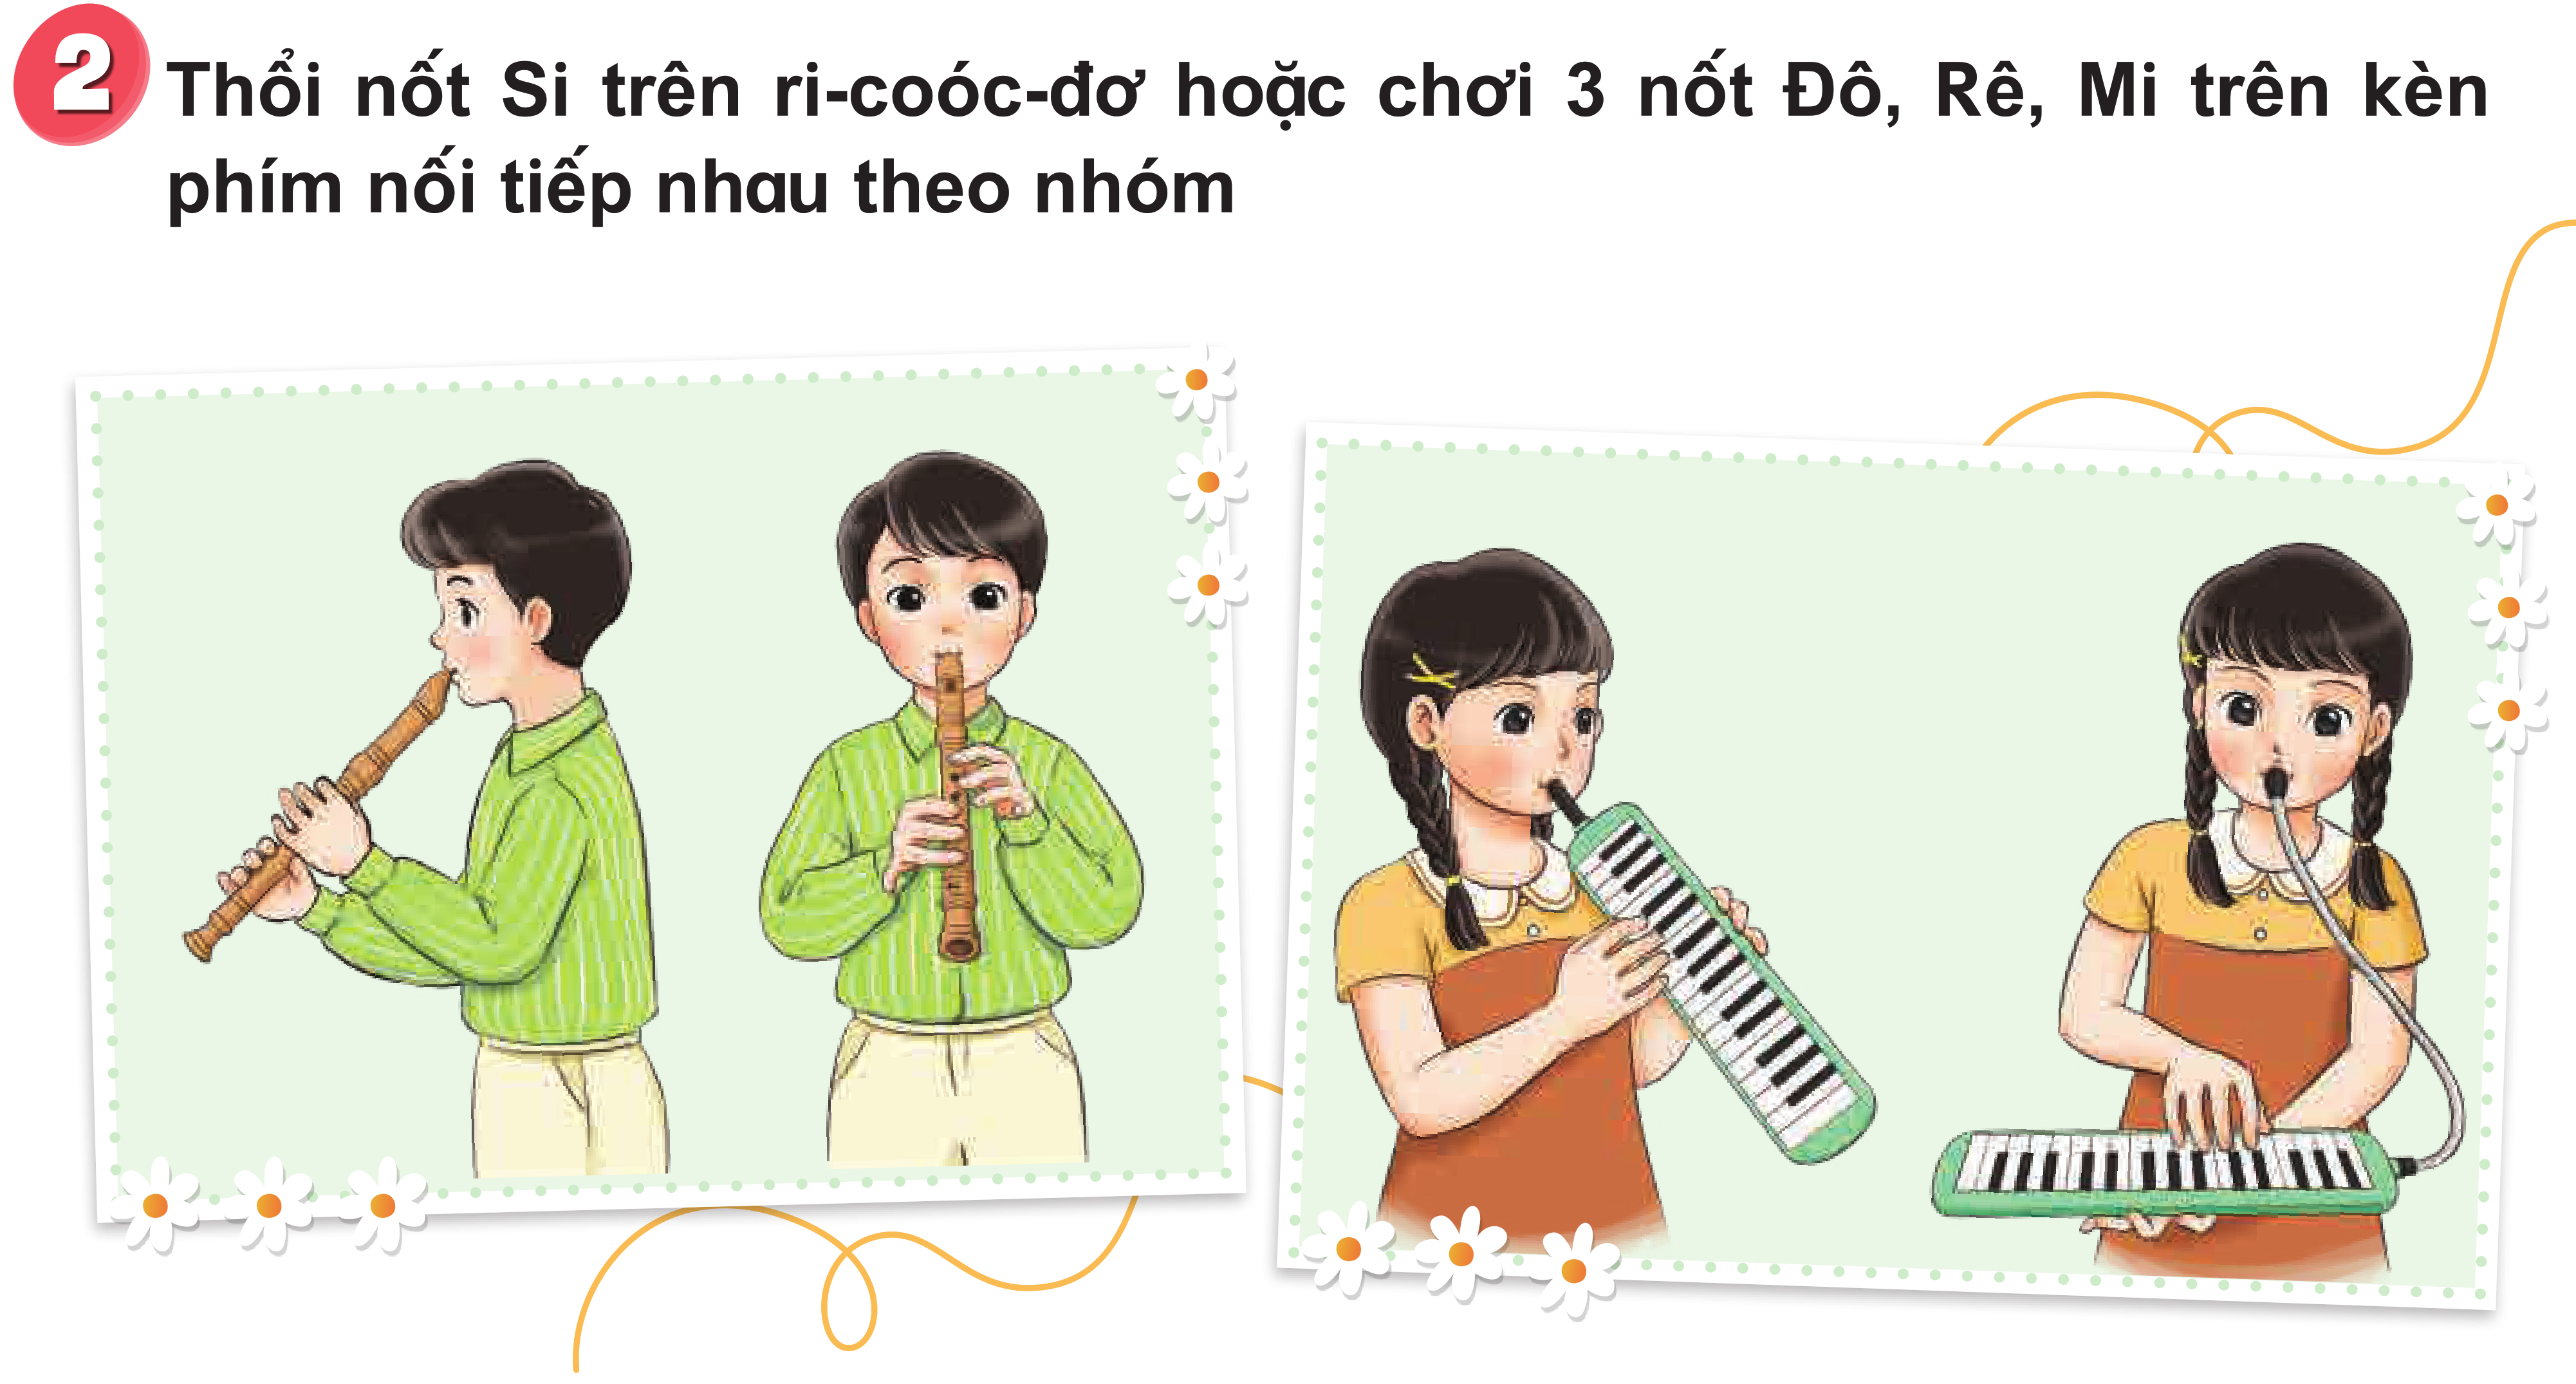 2 Thổi nốt Si trên ri-coóc-đơ hoặc chơi 3 nốt Đô, Rê, Mi trên kèn
phím nối tiếp nhau theo nhóm